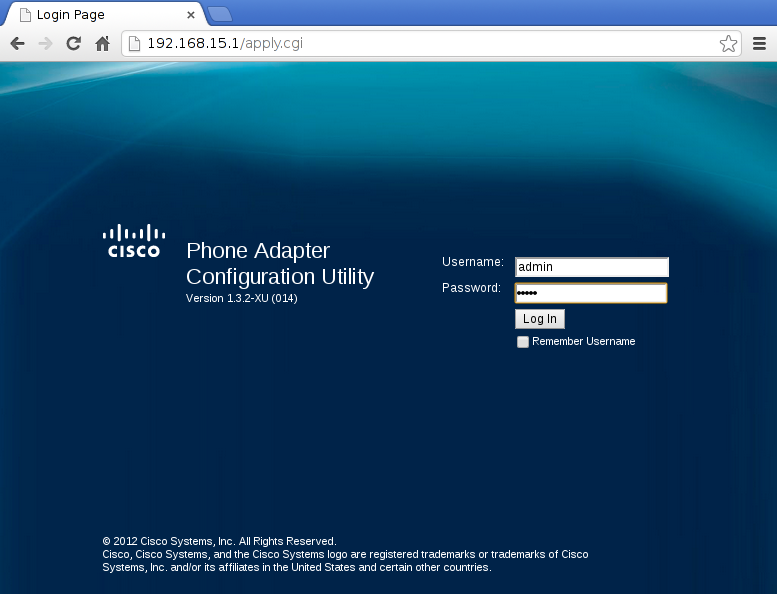 Login Page
192.168.15.1/apply.cgi
CISCO
Phone Adapter
Configuration Utility
Version 1.3.2-XU (014)
Username: admin
Password: •••••
Log In
Remember Username
© 2012 Cisco Systems, Inc. All Rights Reserved.
Cisco, Cisco Systems, and the Cisco Systems logo are registered trademarks or trademarks of Cisco
Systems, Inc. and/or its affiliates in the United States and certain other countries.